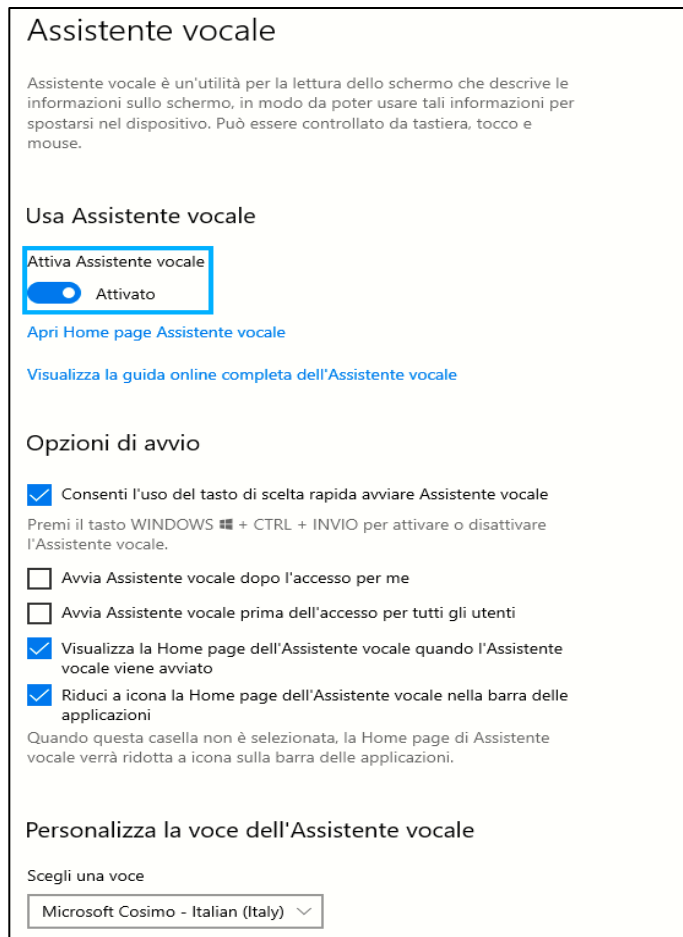 Assistente vocale
Assistente vocale è un'utilità per la lettura dello schermo che descrive le
informazioni sullo schermo, in modo da poter usare tali informazioni per
spostarsi nel dispositivo. Può essere controllato da tastiera, tocco e
mouse.
Usa Assistente vocale
Attiva Assistente vocale
Attivato
Apri Home page Assistente vocale
Visualizza la guida online completa dell'Assistente vocale
Opzioni di avvio
Consenti l'uso del tasto di scelta rapida avviare Assistente vocale
Premi il tasto WINDOWS + CTRL + INVIO per attivare o disattivare
l'Assistente vocale.
Avvia Assistente vocale dopo l'accesso per me
Avvia Assistente vocale prima dell'accesso per tutti gli utenti
Visualizza la Home page dell'Assistente vocale quando l'Assistente
vocale viene avviato
Riduci a icona la Home page dell'Assistente vocale nella barra delle
applicazioni
Quando questa casella non è selezionata, la Home page di Assistente
vocale verrà ridotta a icona sulla barra delle applicazioni.
Personalizza la voce dell'Assistente vocale
Scegli una voce
Microsoft Cosimo - Italian (Italy)